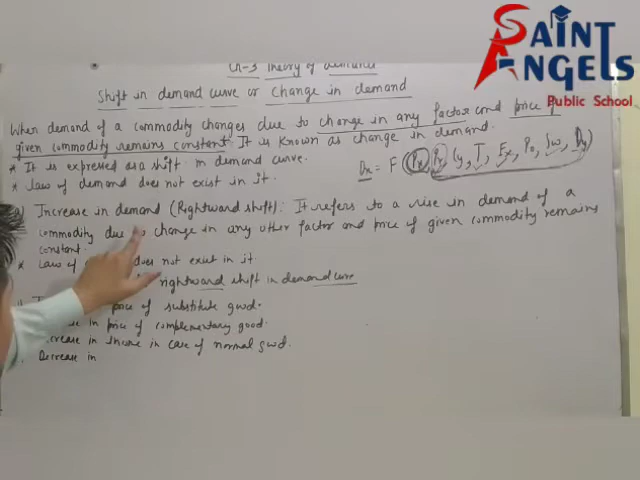 SAINT ANGELS
Public School
Ch-3 Theory of demand
Shift in demand curve or Change in demand
When demand of a commodity changes due to change in any factor and price of
given commodity remains constant. It is known as change in demand.
* It is expressed as a shift in demand curve.
* Law of demand does not exist in it.
Dx = F (Px, Pr, (y, T, Ex, Po, Sw, Dy)
Increase in demand (Rightward shift): It refers to a rise in demand of a
commodity due to change in any other factor and price of given commodity remains
constant.
* Law of does not exist in it.
rightward shift in demand curve
price of substitute good.
in price of complementary good.
in income in case of normal good.
Decrease in